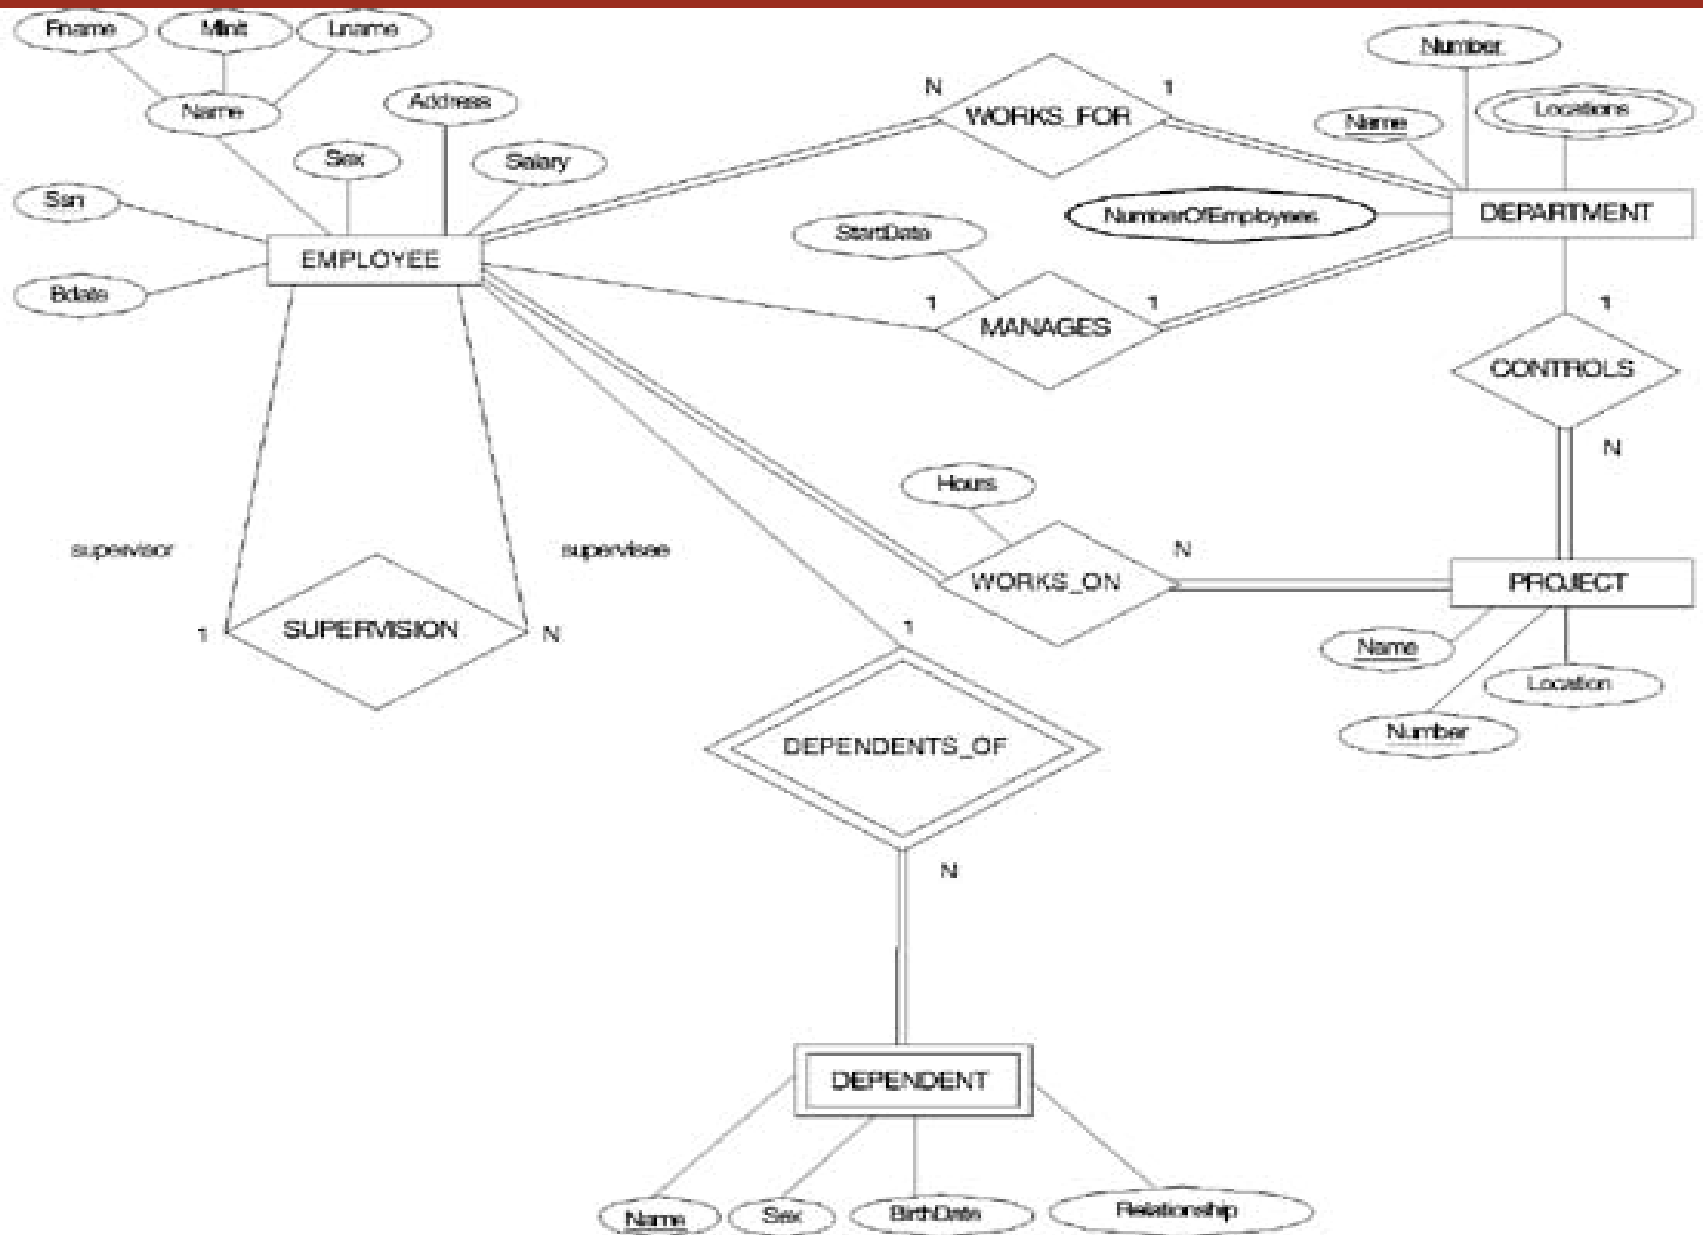 Fname
Minit
Lname
Number
Name
Address
N
1
WORKS_FOR
Locations
Name
Sex
Salary
Ssn
NumberOfEmployees
DEPARTMENT
StartDate
EMPLOYEE
Bdate
1
1
1
MANAGES
CONTROLS
N
Hours
supervisor
supervisee
N
WORKS_ON
PROJECT
1
SUPERVISION
N
1
Name
Location
Number
DEPENDENTS_OF
N
DEPENDENT
Name
Sex
BirthDate
Relationship